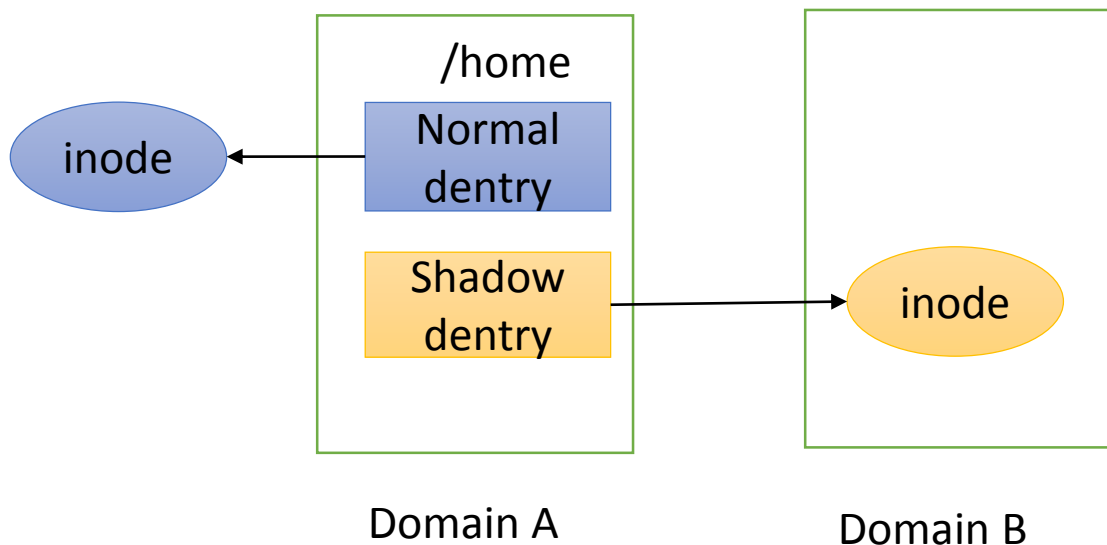 /home
inode
Normal
dentry
Shadow
dentry
inode
Domain A
Domain B